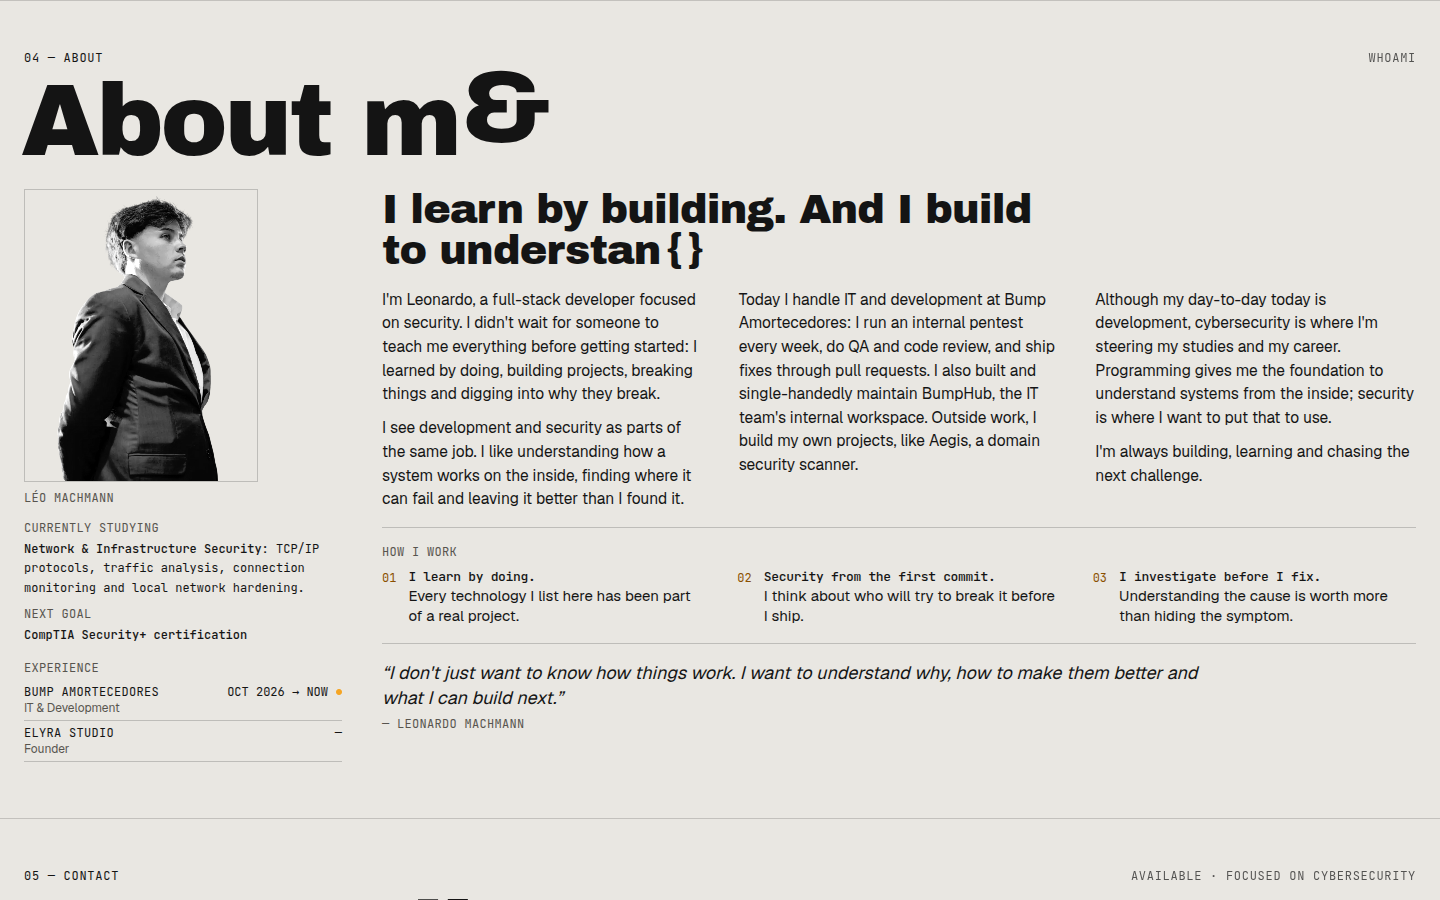 04 — ABOUT
WHOAMI
About m&
LÉO MACHMANN
CURRENTLY STUDYING
Network & Infrastructure Security: TCP/IP
protocols, traffic analysis, connection
monitoring and local network hardening.
NEXT GOAL
CompTIA Security+ certification
EXPERIENCE
BUMP AMORTECEDORES OCT 2026 → NOW
IT & Development
ELYRA STUDIO —
Founder
I learn by building. And I build
to understan{}
I'm Leonardo, a full-stack developer focused
on security. I didn't wait for someone to
teach me everything before getting started: I
learned by doing, building projects, breaking
things and digging into why they break.
I see development and security as parts of
the same job. I like understanding how a
system works on the inside, finding where it
can fail and leaving it better than I found it.
Today I handle IT and development at Bump
Amortecedores: I run an internal pentest
every week, do QA and code review, and ship
fixes through pull requests. I also built and
single-handedly maintain BumpHub, the IT
team's internal workspace. Outside work, I
build my own projects, like Aegis, a domain
security scanner.
Although my day-to-day today is
development, cybersecurity is where I'm
steering my studies and my career.
Programming gives me the foundation to
understand systems from the inside; security
is where I want to put that to use.
I'm always building, learning and chasing the
next challenge.
HOW I WORK
01 I learn by doing.
Every technology I list here has been part
of a real project.
02 Security from the first commit.
I think about who will try to break it before
I ship.
03 I investigate before I fix.
Understanding the cause is worth more
than hiding the symptom.
“I don't just want to know how things work. I want to understand why, how to make them better and
what I can build next.”
— LEONARDO MACHMANN
05 — CONTACT
AVAILABLE · FOCUSED ON CYBERSECURITY